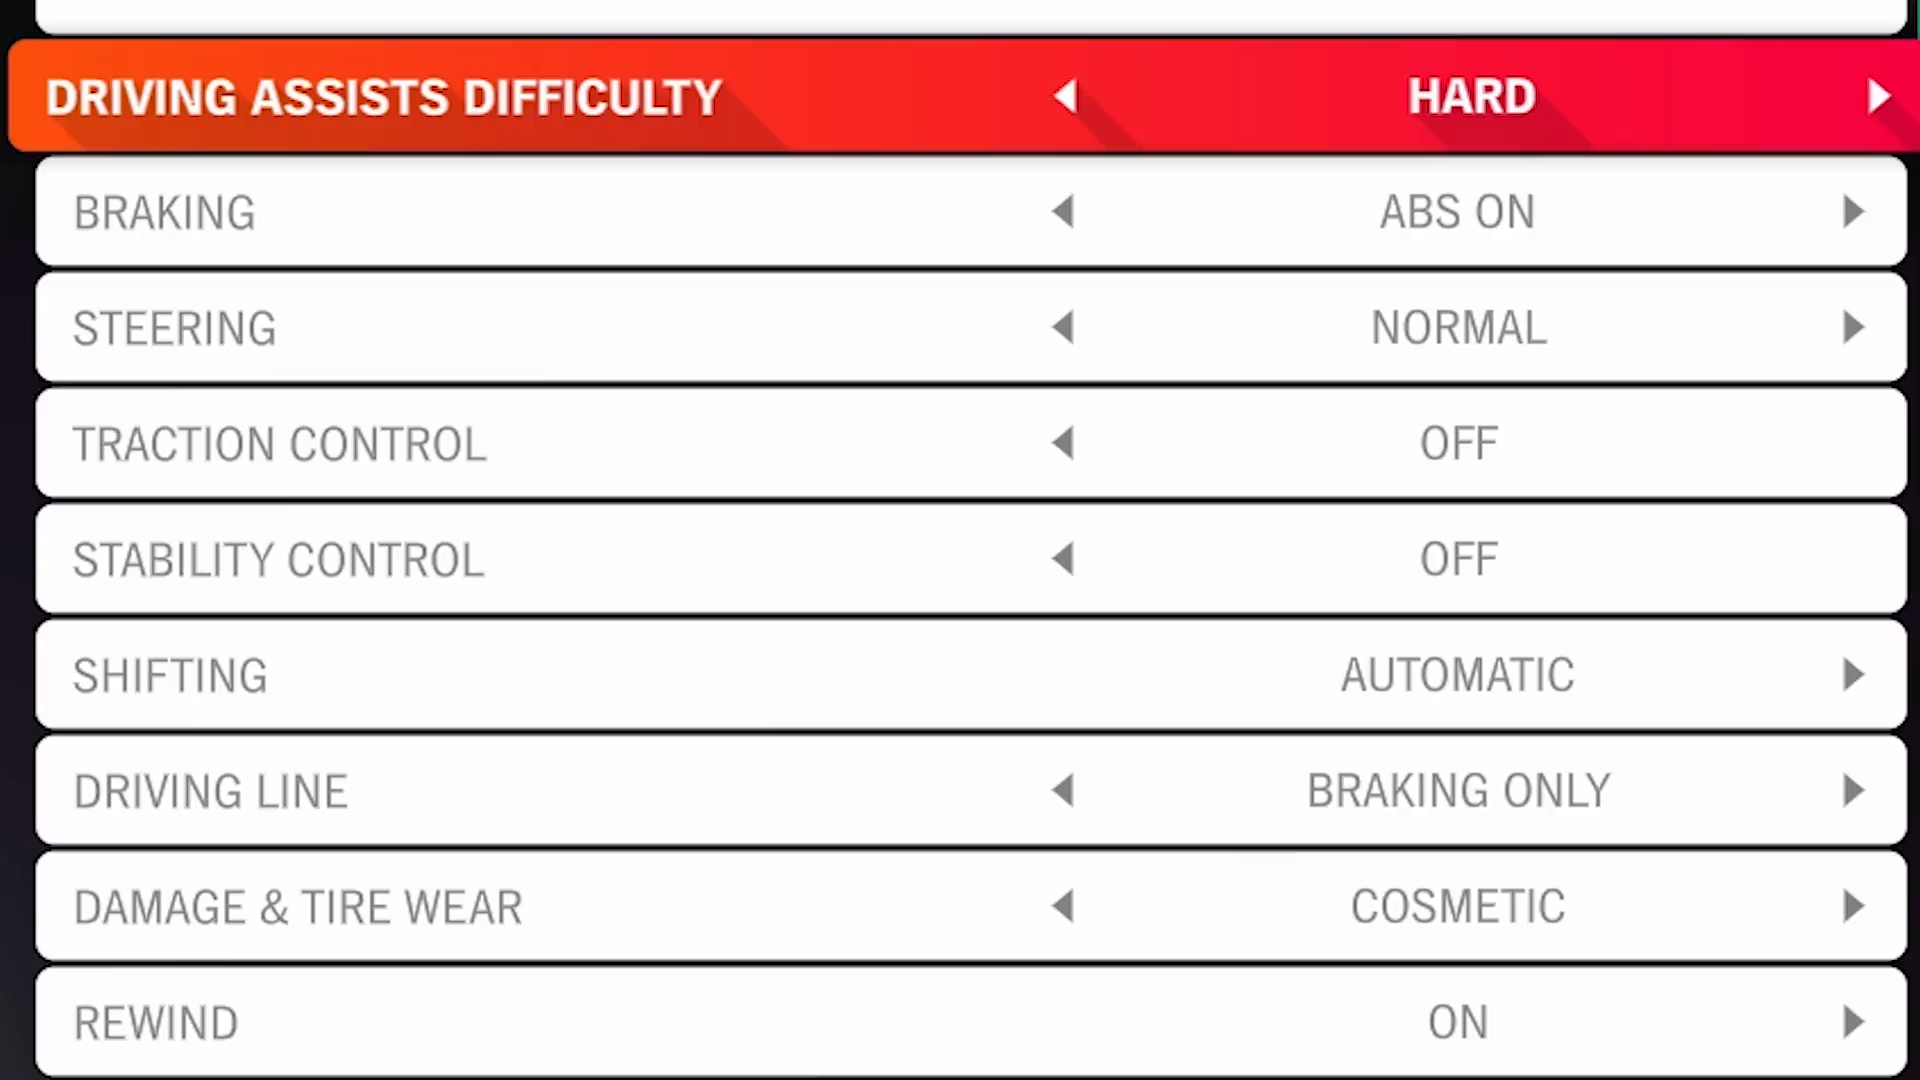 DRIVING ASSISTS DIFFICULTY HARD
BRAKING ABS ON
STEERING NORMAL
TRACTION CONTROL OFF
STABILITY CONTROL OFF
SHIFTING AUTOMATIC
DRIVING LINE BRAKING ONLY
DAMAGE & TIRE WEAR COSMETIC
REWIND ON